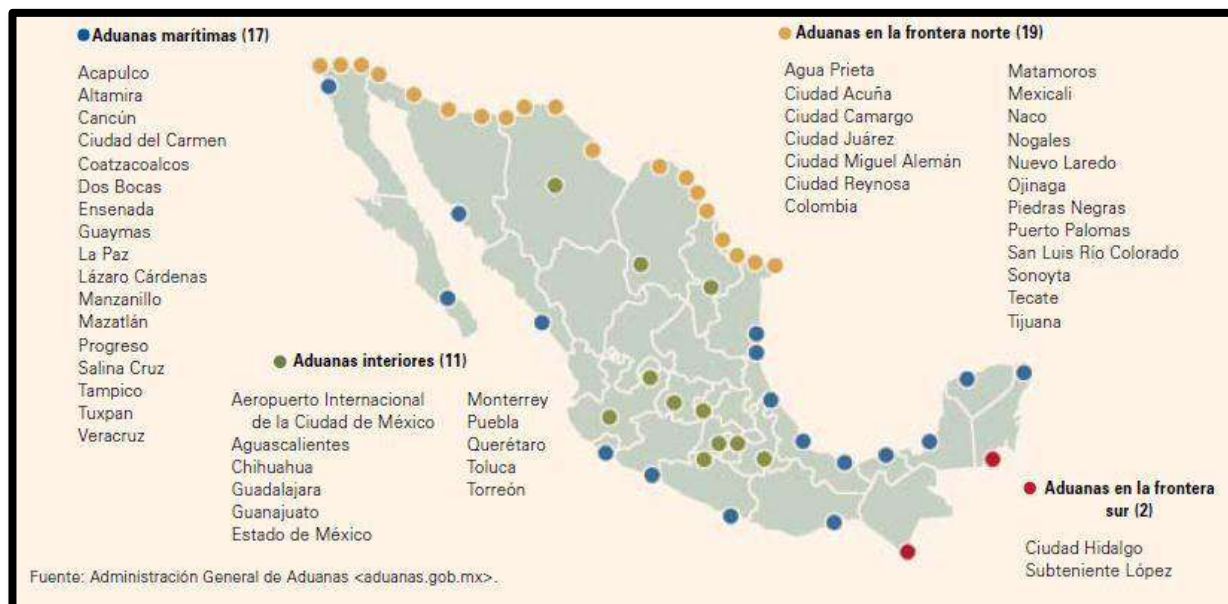 Aduanas marítimas (17)
Acapulco
Altamira
Cancún
Ciudad del Carmen
Coatzacoalcos
Dos Bocas
Ensenada
Guaymas
La Paz
Lázaro Cárdenas
Manzanillo
Mazatlán
Progreso
Salina Cruz
Tampico
Tuxpan
Veracruz
Aduanas en la frontera norte (19)
Agua Prieta
Ciudad Acuña
Ciudad Camargo
Ciudad Juárez
Ciudad Miguel Alemán
Ciudad Reynosa
Colombia
Matamoros
Mexicali
Naco
Nogales
Nuevo Laredo
Ojinaga
Piedras Negras
Puerto Palomas
San Luis Río Colorado
Sonoyta
Tecate
Tijuana
Aduanas interiores (11)
Aeropuerto Internacional
de la Ciudad de México
Aguascalientes
Chihuahua
Guadalajara
Guanajuato
Estado de México
Monterrey
Puebla
Querétaro
Toluca
Torreón
Aduanas en la frontera
sur (2)
Ciudad Hidalgo
Subteniente López
Fuente: Administración General de Aduanas <aduanas.gob.mx>.